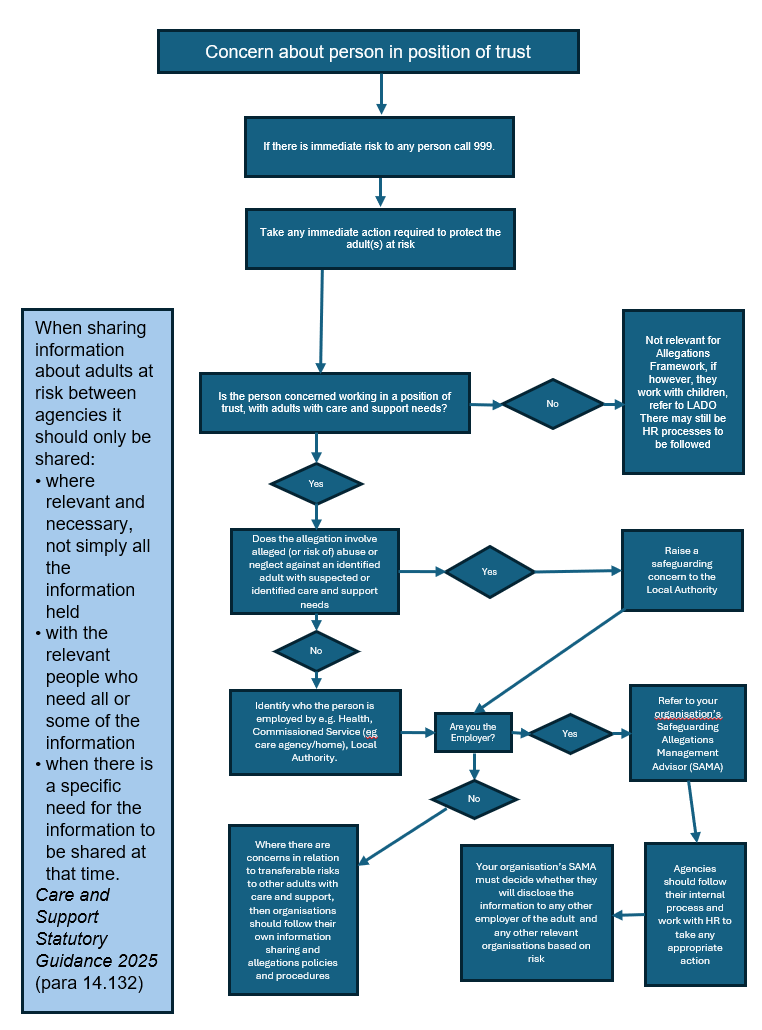 Concern about person in position of trust
If there is immediate risk to any person call 999.
Take any immediate action required to protect the
adult(s) at risk
When sharing
information
about adults at
risk between
agencies it
should only be
shared:
• where
relevant and
necessary,
not simply all
the
information
held
• with the
relevant
people who
need all or
some of the
information
• when there is
a specific
need for the
information to
be shared at
that time.
Care and
Support
Statutory
Guidance 2025
(para 14.132)
Is the person concerned working in a position of
trust, with adults with care and support needs?
No
Not relevant for
Allegations
Framework, if
however, they
work with children,
refer to LADO
There may still be
HR processes to
be followed
Yes
Does the allegation involve
alleged (or risk of) abuse or
neglect against an identified
adult with suspected or
identified care and support
needs
Yes
Raise a
safeguarding
concern to the
Local Authority
No
Identify who the person is
employed by e.g. Health,
Commissioned Service (eg
care agency/home), Local
Authority.
Are you the
Employer?
Yes
Refer to your
organisation's
Safeguarding
Allegations
Management
Advisor (SAMA)
No
Where there are
concerns in relation
to transferable risks
to other adults with
care and support,
then organisations
should follow their
own information
sharing and
allegations policies
and procedures
Your organisation's SAMA
must decide whether they
will disclose the
information to any other
employer of the adult and
any other relevant
organisations based on
risk
Agencies
should follow
their internal
process and
work with HR to
take any
appropriate
action